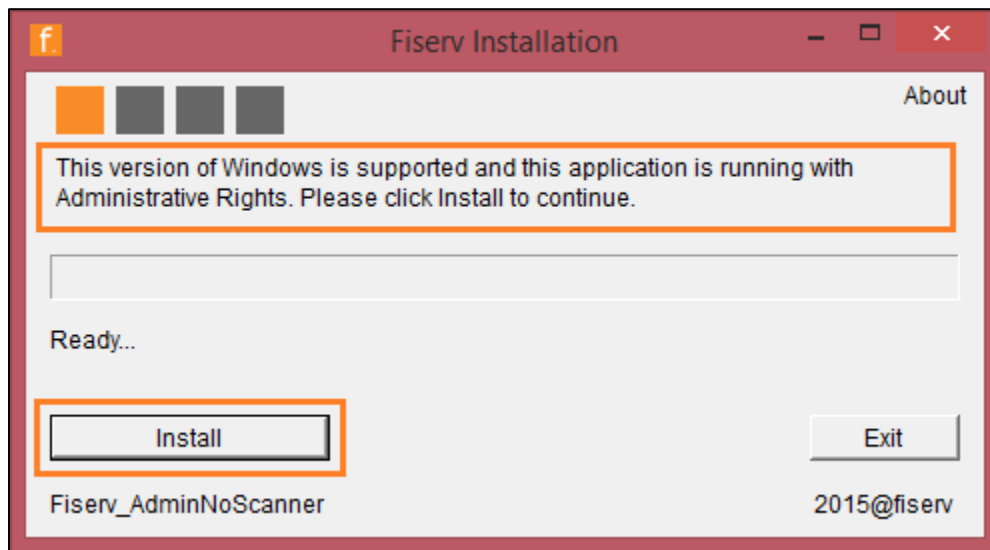 f.
Fiserv Installation
About
This version of Windows is supported and this application is running with
Administrative Rights. Please click Install to continue.
Ready...
Install
Exit
Fiserv_AdminNoScanner
2015@fiserv